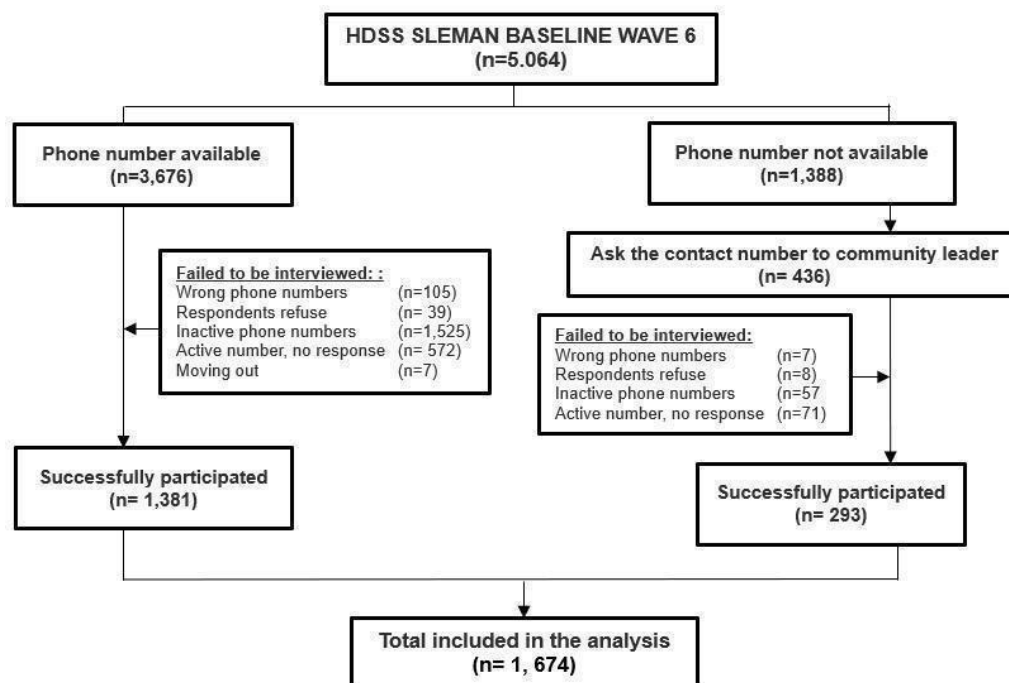 HDSS SLEMAN BASELINE WAVE 6
(n=5.064)
Phone number available
(n=3,676)
Phone number not available
(n=1,388)
Ask the contact number to community leader
(n= 436)
Failed to be interviewed: :
Wrong phone numbers (n=105)
Respondents refuse (n= 39)
Inactive phone numbers (n=1,525)
Active number, no response (n= 572)
Moving out (n=7)
Failed to be interviewed:
Wrong phone numbers (n=7)
Respondents refuse (n=8)
Inactive phone numbers (n=57
Active number, no response (n=71)
Successfully participated
(n= 1,381)
Successfully participated
(n= 293)
Total included in the analysis
(n= 1, 674)